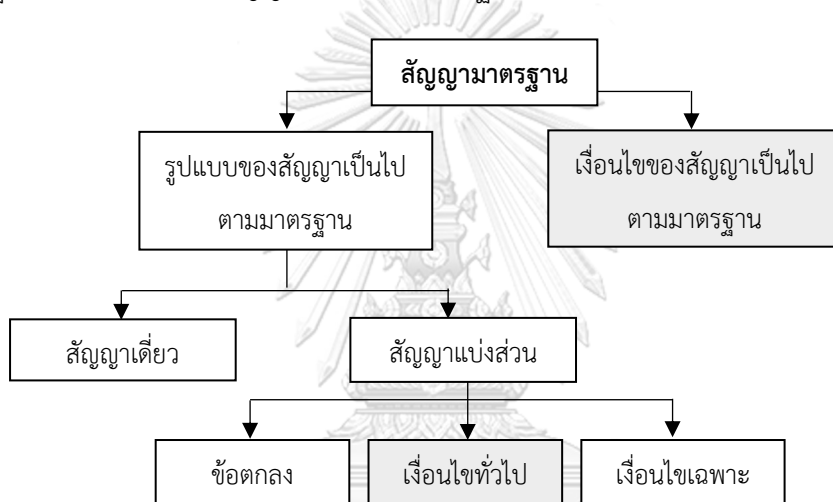 สัญญามาตรฐาน
รูปแบบของสัญญาเป็นไป
ตามมาตรฐาน
เงื่อนไขของสัญญาเป็นไป
ตามมาตรฐาน
สัญญาเดี่ยว
สัญญาแบ่งส่วน
ข้อตกลง
เงื่อนไขทั่วไป
เงื่อนไขเฉพาะ